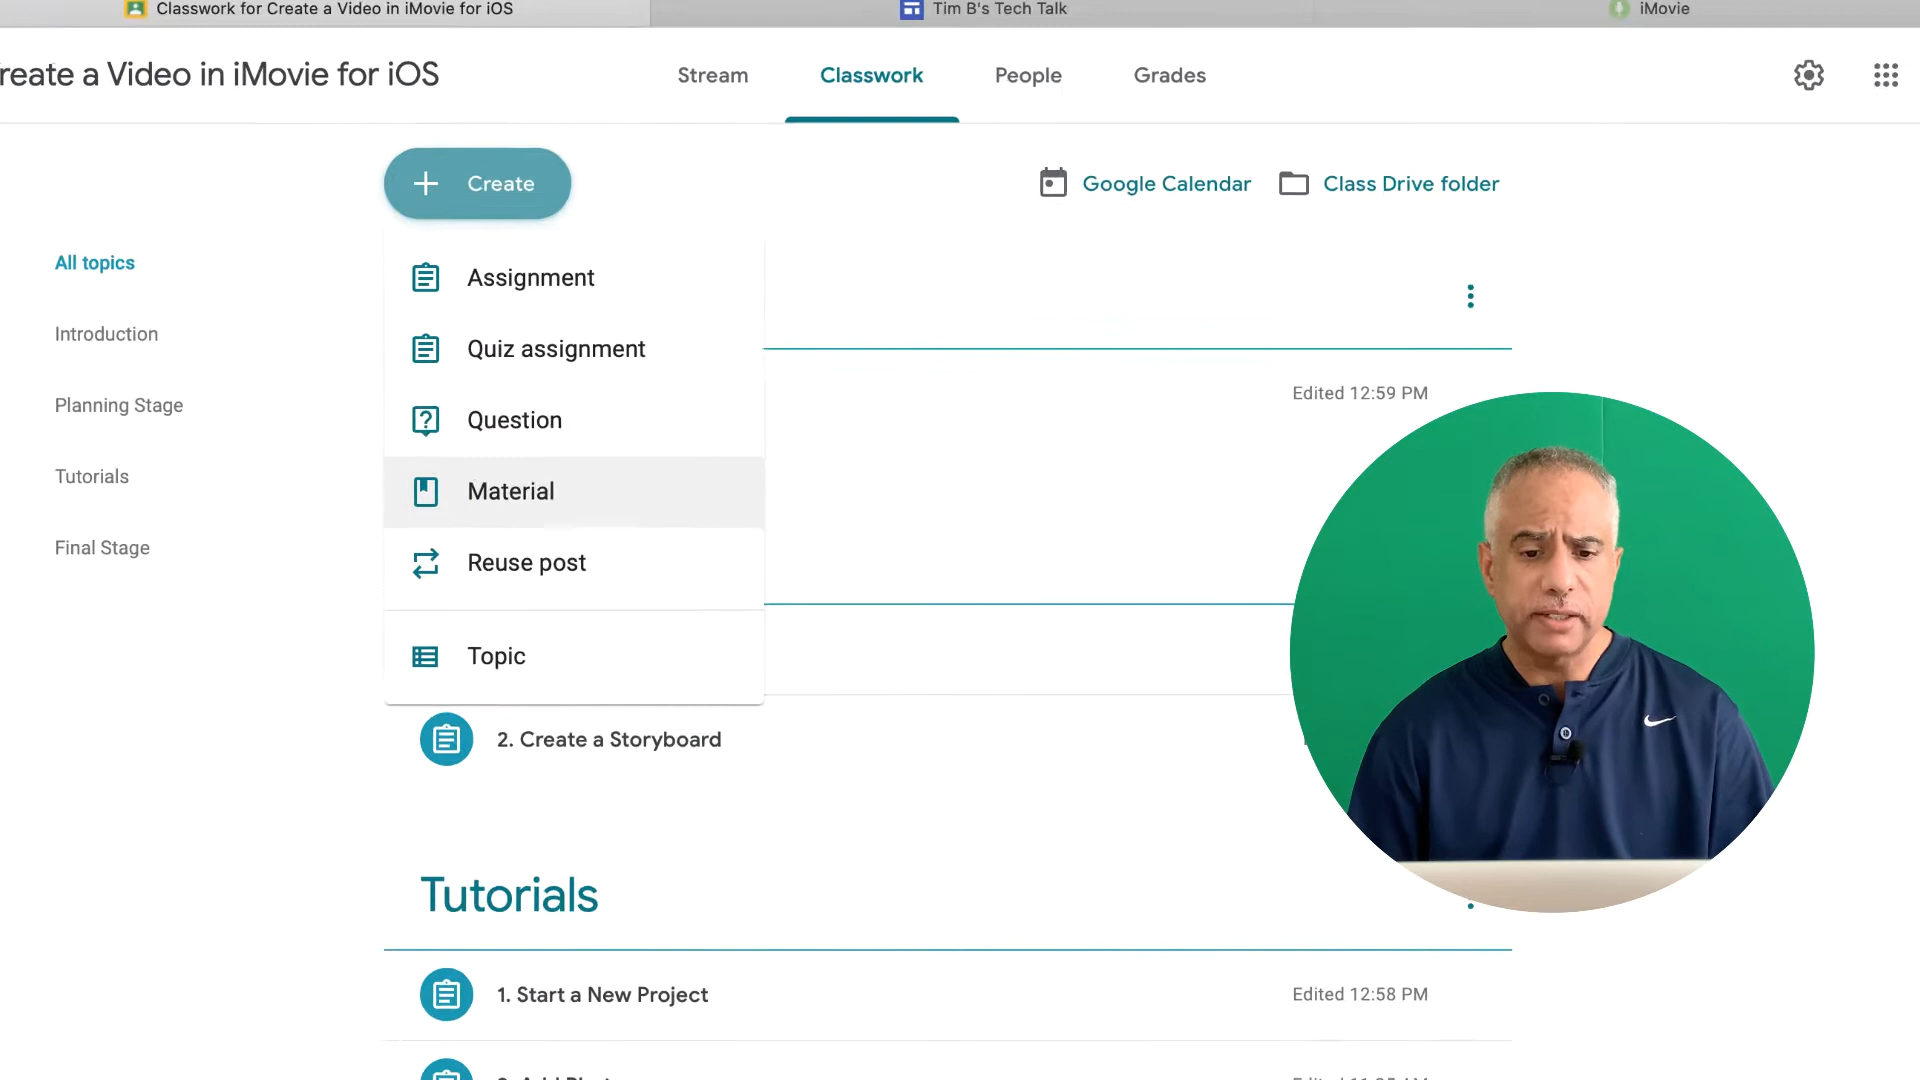 Classwork for Create a Video in iMovie for iOS
Tim B's Tech Talk
iMovie
reate a Video in iMovie for iOS
Stream
Classwork
People
Grades
Create
Google Calendar
Class Drive folder
All topics
Introduction
Planning Stage
Tutorials
Final Stage
Assignment
Quiz assignment
Question
Material
Reuse post
Topic
Edited 12:59 PM
2. Create a Storyboard
Tutorials
1. Start a New Project
Edited 12:58 PM